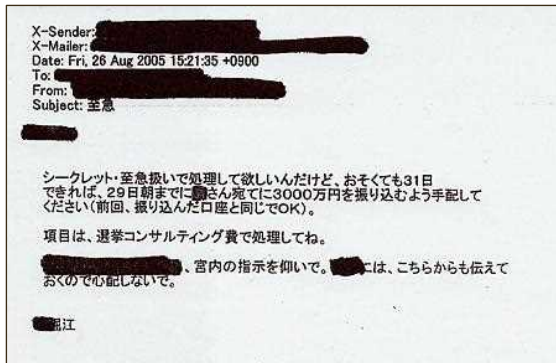 X-Sender:
X-Mailer:
Date: Fri, 26 Aug 2005 15:21:35 +0900
To:
From:
Subject: 至急
シークレット・至急扱いで処理して欲しいんだけど、おそくても31日
できれば、29日朝までに さん宛てに3000万円を振り込むよう手配して
ください(前回、振り込んだ口座と同じでOK)。
項目は、選挙コンサルティング費で処理してね。
、宮内の指示を仰いで。 には、こちらからも伝えて
おくので心配しないで。
堀江